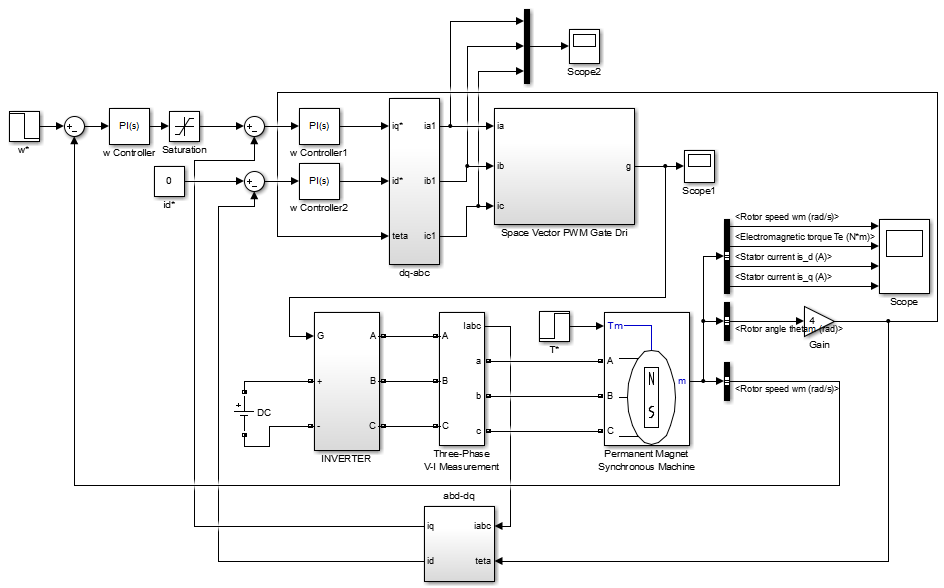 Scope2
w*
PI(s)
w Controller
Saturation
PI(s)
w Controller1
iq*
ia1
ia
0
id*
PI(s)
w Controller2
id*
ib1
ib
g
Scope1
teta
ic1
ic
dq-abc
Space Vector PWM Gate Dri
<Rotor speed wm (rad/s)>
<Electromagnetic torque Te (N*m)>
<Stator current is_d (A)>
<Stator current is_q (A)>
Scope
4
<Rotor angle thetam (rad)>
Gain
<Rotor speed wm (rad/s)>
G
A
+
B
-
C
INVERTER
+
DC
Iabc
A
a
B
b
C
c
Three-Phase
V-I Measurement
T*
Tm
A
B
C
N
S
m
Permanent Magnet
Synchronous Machine
abd-dq
iq
iabc
id
teta